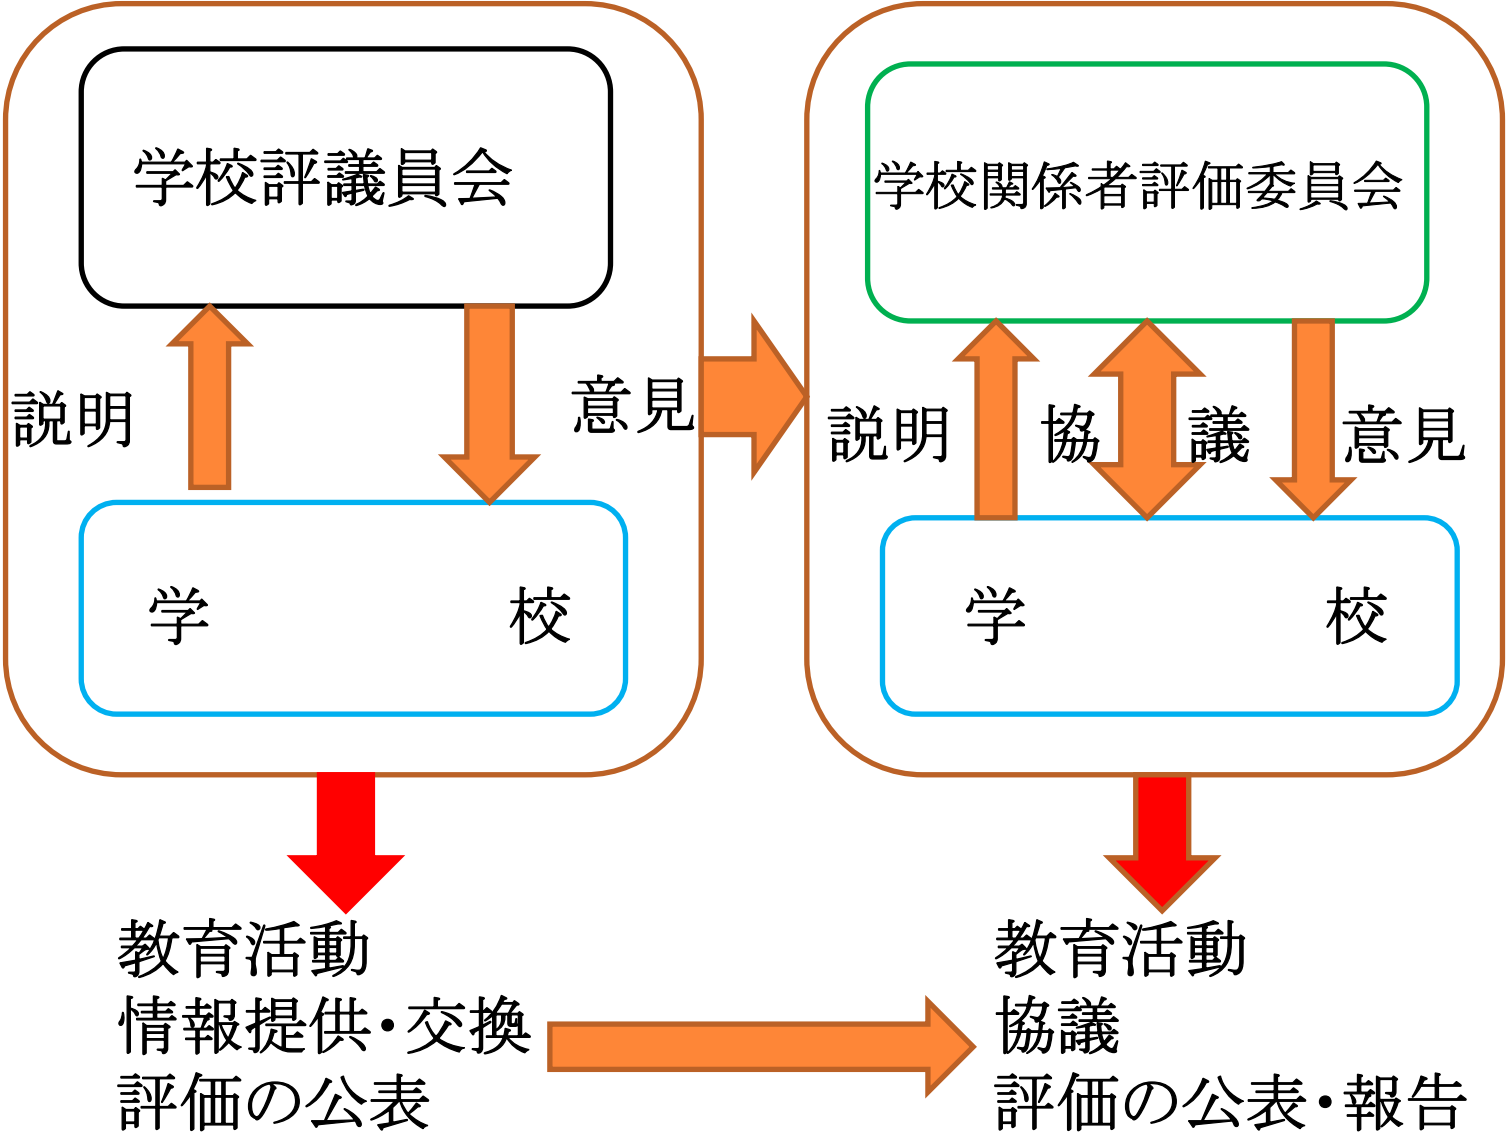 学校評議員会
説明
意見
学　校
学校関係者評価委員会
説明
協議
意見
学　校
教育活動
情報提供・交換
評価の公表
教育活動
協議
評価の公表・報告